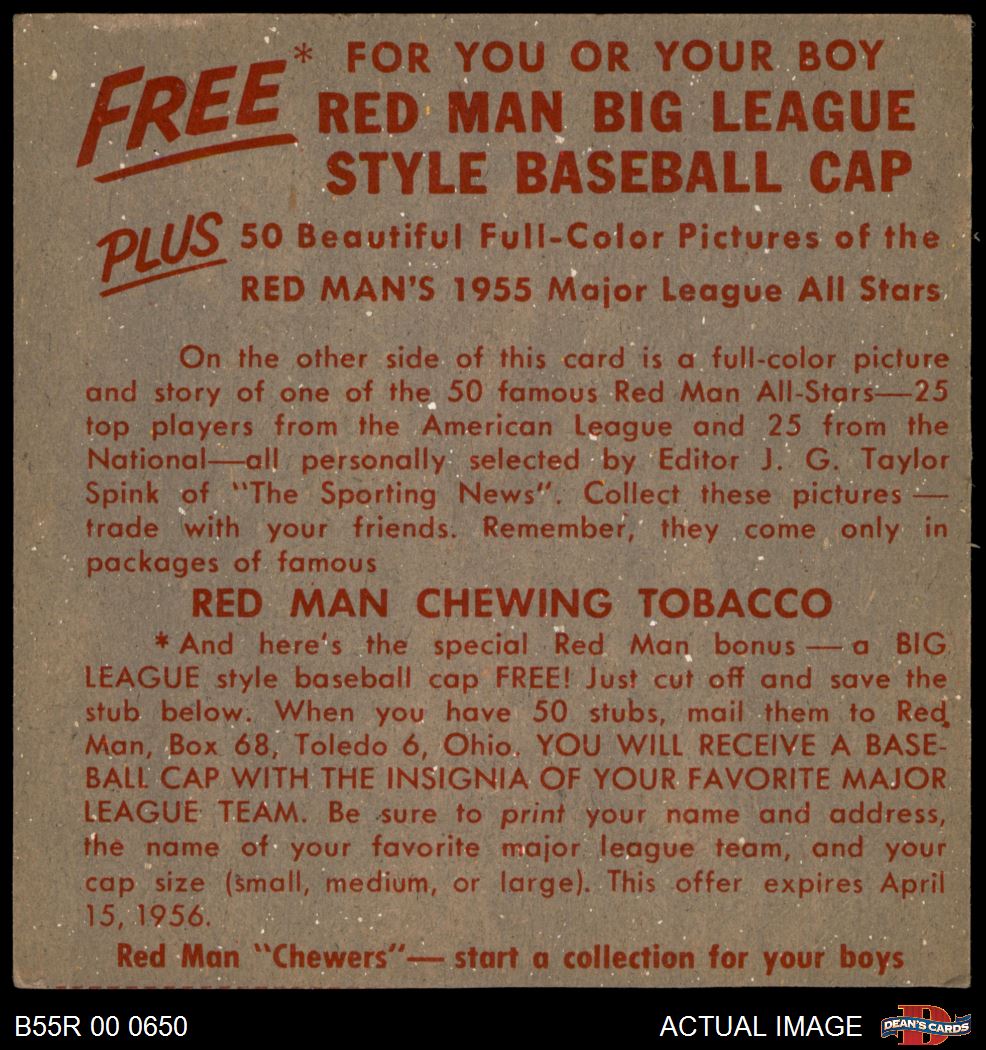 FREE* FOR YOU OR YOUR BOY
RED MAN BIG LEAGUE
STYLE BASEBALL CAP
PLUS 50 Beautiful Full-Color Pictures of the
RED MAN'S 1955 Major League All Stars
On the other side of this card is a full-color picture
and story of one of the 50 famous Red Man All-Stars—25
top players from the American League and 25 from the
National—all personally selected by Editor J. G. Taylor
Spink of "The Sporting News". Collect these pictures —
trade with your friends. Remember, they come only in
packages of famous
RED MAN CHEWING TOBACCO
*And here's the special Red Man bonus — a BIG
LEAGUE style baseball cap FREE! Just cut off and save the
stub below. When you have 50 stubs, mail them to Red
Man, Box 68, Toledo 6, Ohio. YOU WILL RECEIVE A BASE-
BALL CAP WITH THE INSIGNIA OF YOUR FAVORITE MAJOR
LEAGUE TEAM. Be sure to print your name and address,
the name of your favorite major league team, and your
cap size (small, medium, or large). This offer expires April
15, 1956.
Red Man "Chewers"— start a collection for your boys
B55R 00 0650
ACTUAL IMAGE
DEAN'S CARDS